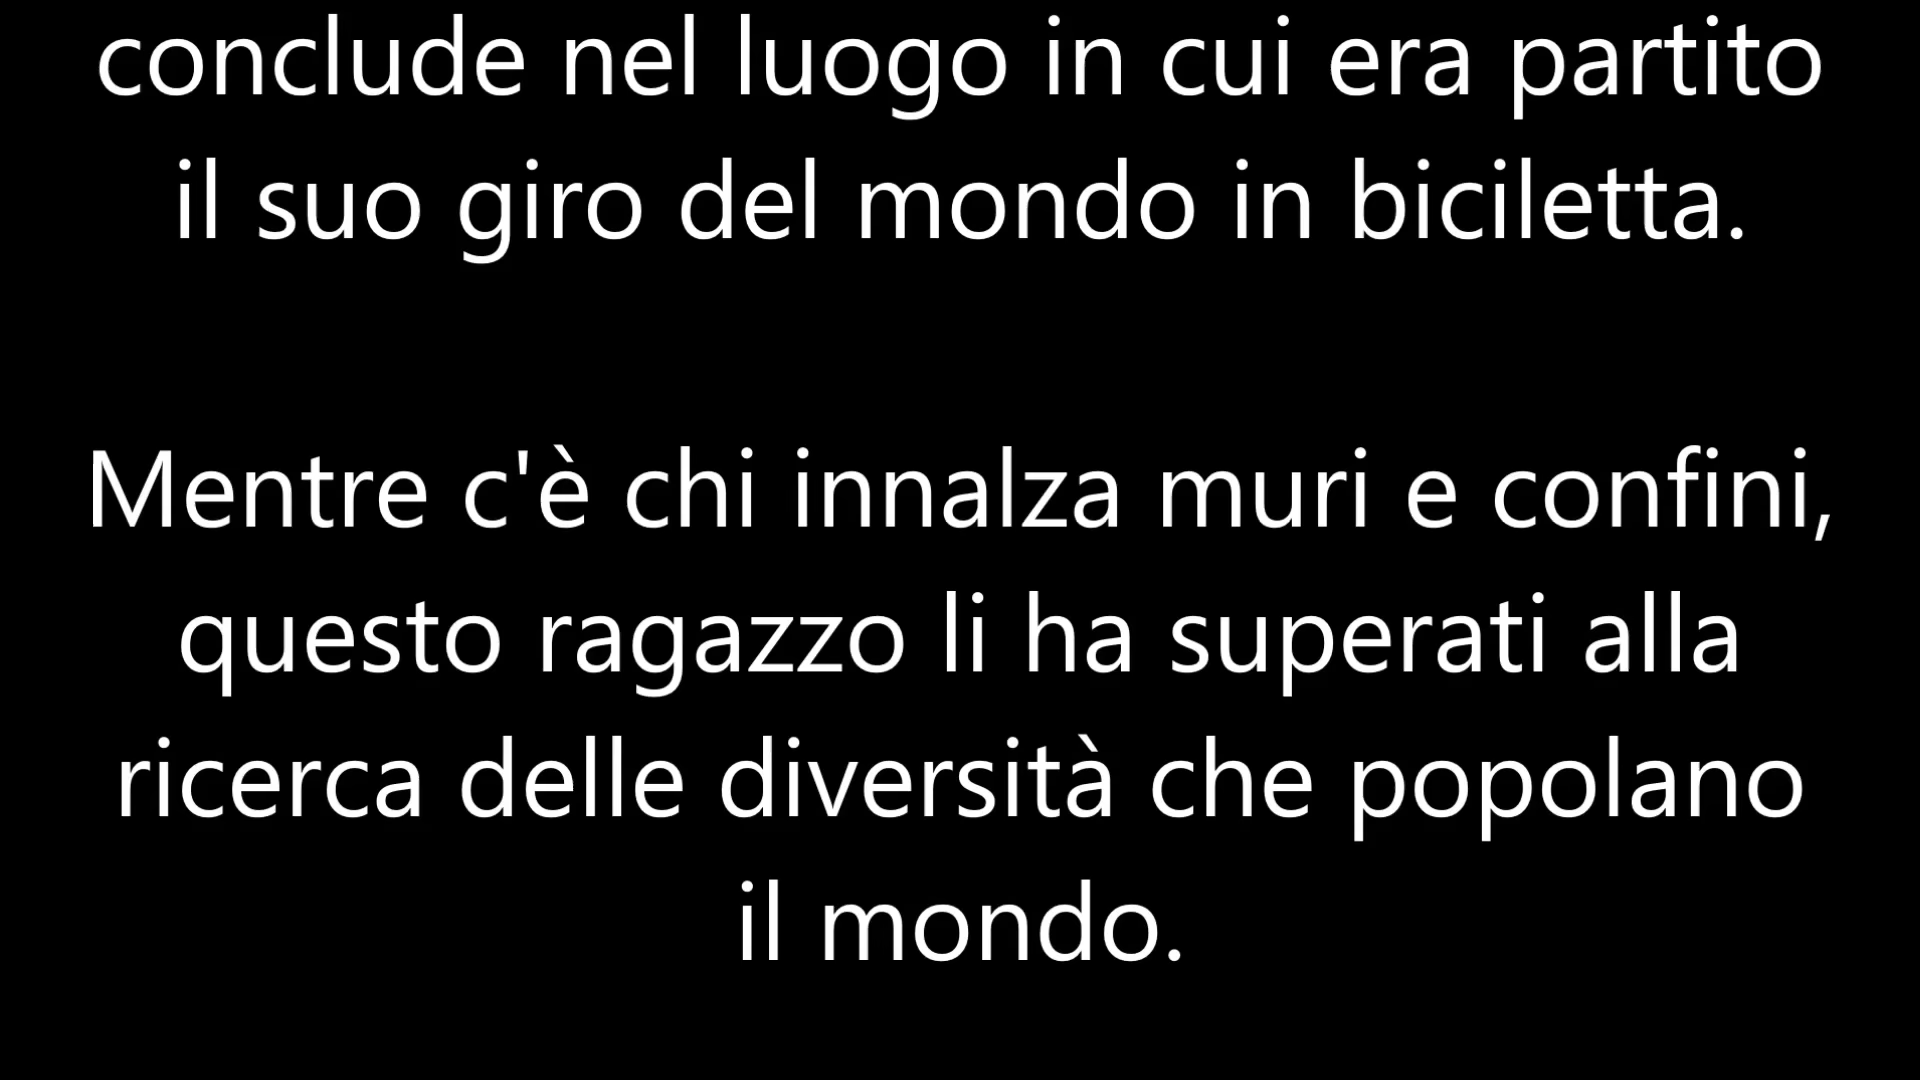 conclude nel luogo in cui era partito
il suo giro del mondo in biciletta.
Mentre c'è chi innalza muri e confini,
questo ragazzo li ha superati alla
ricerca delle diversità che popolano
il mondo.